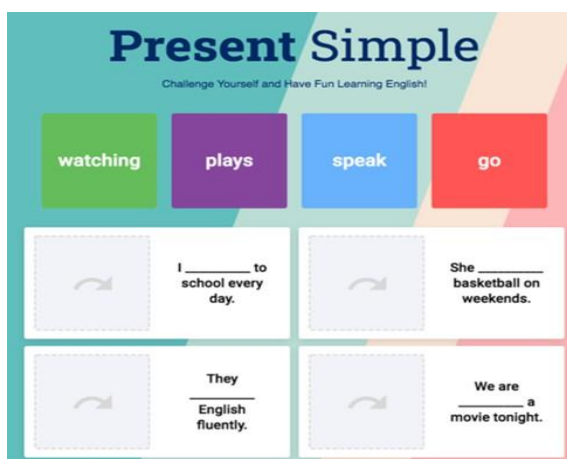 Present Simple
Challenge Yourself and Have Fun Learning English!
watching
plays
speak
go
I ________ to
school every
day.
She ________
basketball on
weekends.
They
________
English
fluently.
We are
________ a
movie tonight.